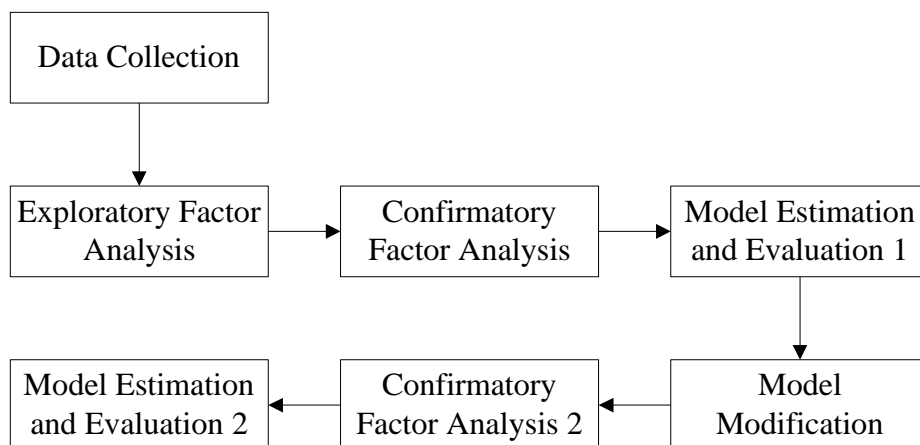 Data Collection
Exploratory Factor
Analysis
Confirmatory
Factor Analysis
Model Estimation
and Evaluation 1
Model
Modification
Confirmatory
Factor Analysis 2
Model Estimation
and Evaluation 2